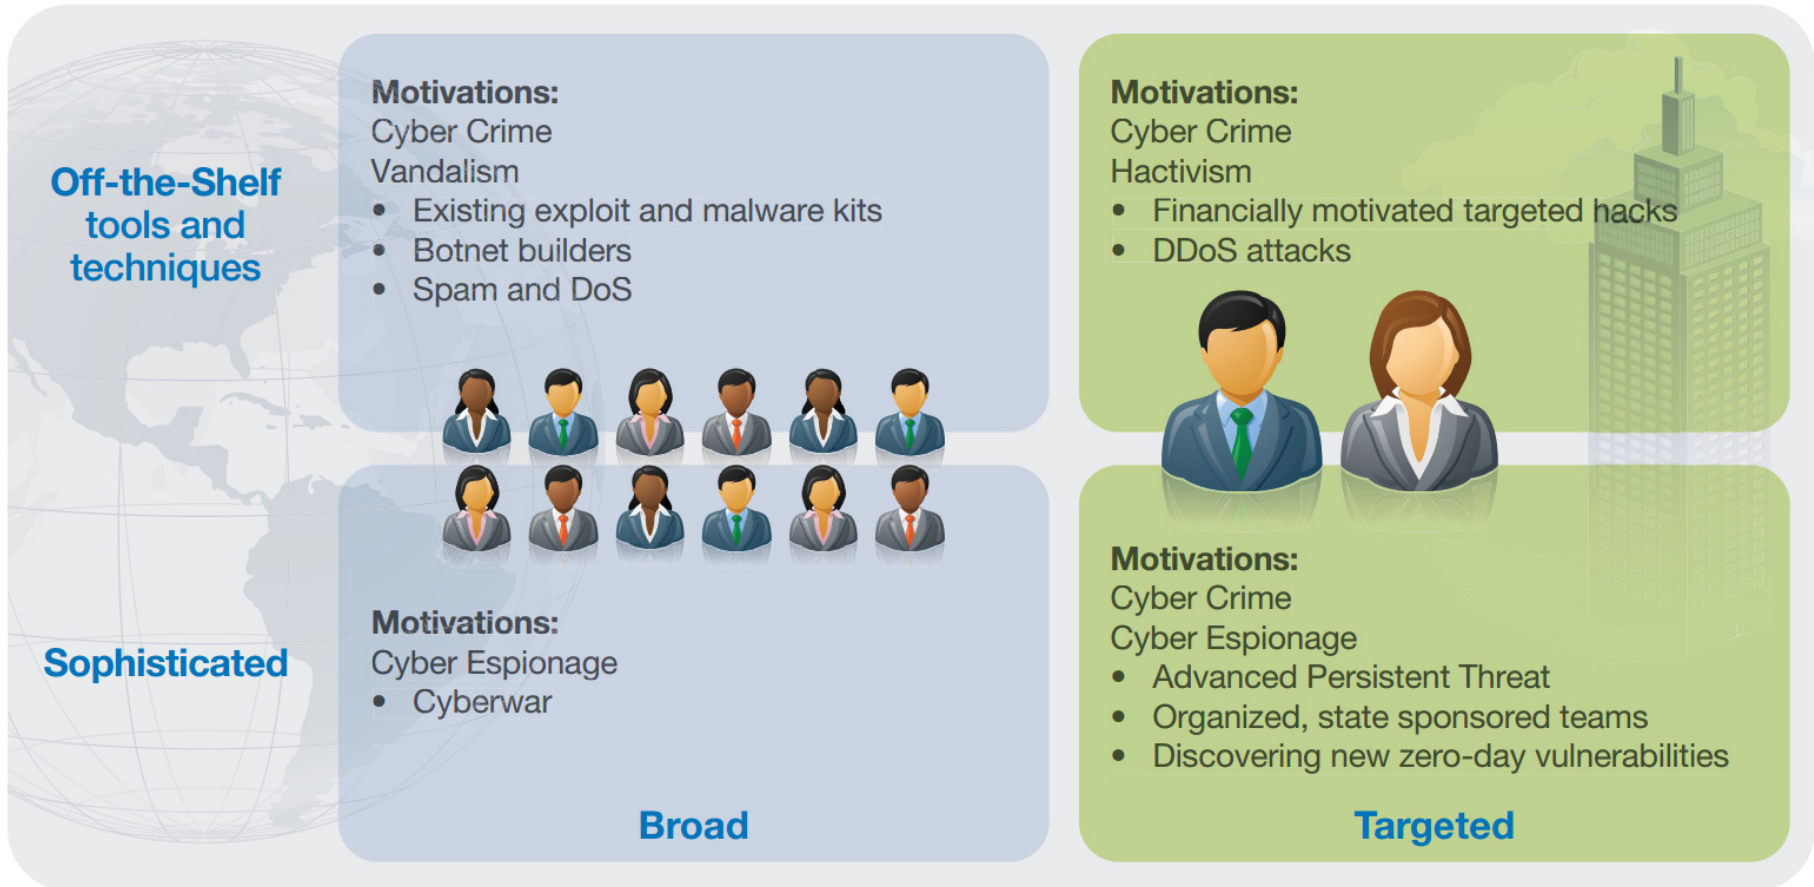 Off-the-Shelf
tools and
techniques
Motivations:
Cyber Crime
Vandalism
• Existing exploit and malware kits
• Botnet builders
• Spam and DoS
Motivations:
Cyber Crime
Hactivism
• Financially motivated targeted hacks
• DDoS attacks
Sophisticated
Motivations:
Cyber Espionage
• Cyberwar
Broad
Motivations:
Cyber Crime
Cyber Espionage
• Advanced Persistent Threat
• Organized, state sponsored teams
• Discovering new zero-day vulnerabilities
Targeted